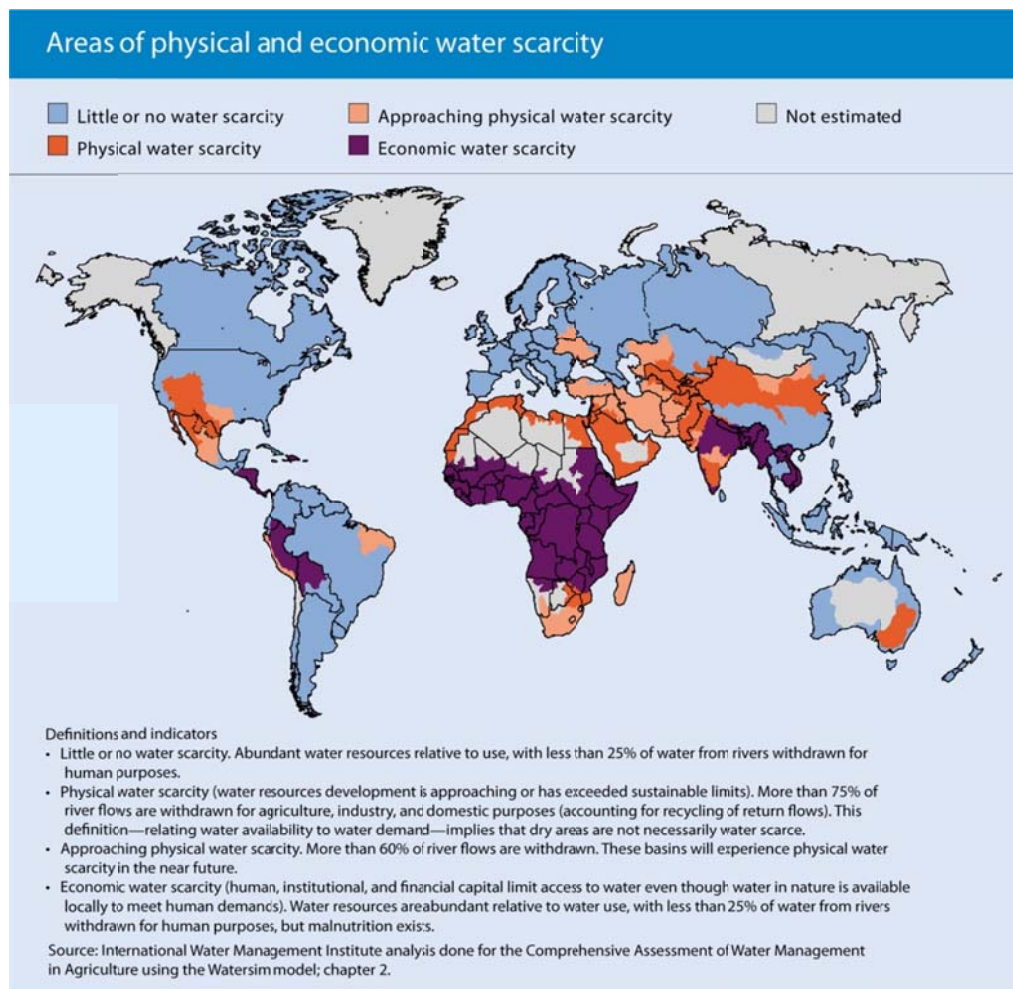 Areas of physical and economic water scarcity
Little or no water scarcity
Approaching physical water scarcity
Not estimated
Physical water scarcity
Economic water scarcity
Definitions and indicators
• Little or no water scarcity. Abundant water resources relative to use, with less than 25% of water from rivers withdrawn for
human purposes.
• Physical water scarcity (water resources development is approaching or has exceeded sustainable limits). More than 75% of
river flows are withdrawn for agriculture, industry, and domestic purposes (accounting for recycling of return flows). This
definition—relating water availability to water demand—implies that dry areas are not necessarily water scarce.
• Approaching physical water scarcity. More than 60% of river flows are withdrawn. These basins will experience physical water
scarcity in the near future.
• Economic water scarcity (human, institutional, and financial capital limit access to water even though water in nature is available
locally to meet human demands). Water resources are abundant relative to water use, with less than 25% of water from rivers
withdrawn for human purposes, but malnutrition exists.
Source: International Water Management Institute analysis done for the Comprehensive Assessment of Water Management
in Agriculture using the Watersim model; chapter 2.